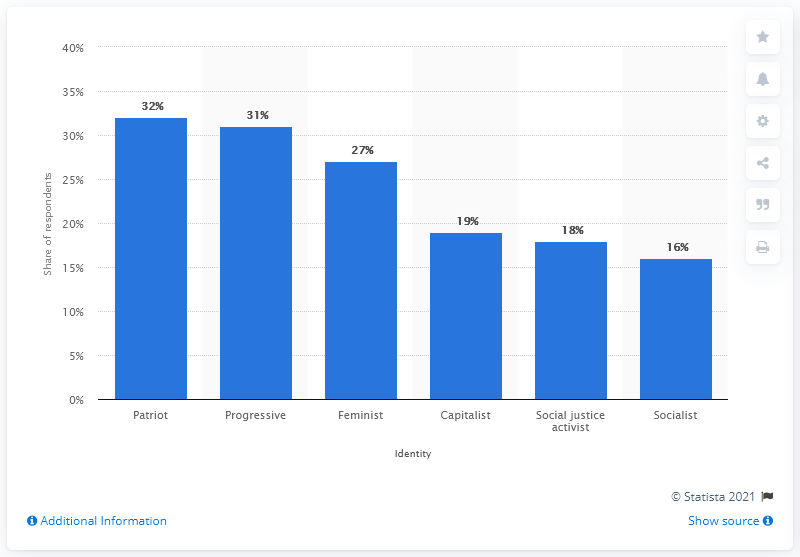 40%
35%
30%
25%
20%
15%
10%
5%
0%
Share of respondents
32%
31%
27%
19%
18%
16%
Patriot
Progressive
Feminist
Capitalist
Social justice
activist
Socialist
Identity
© Statista 2021
Additional Information
Show source